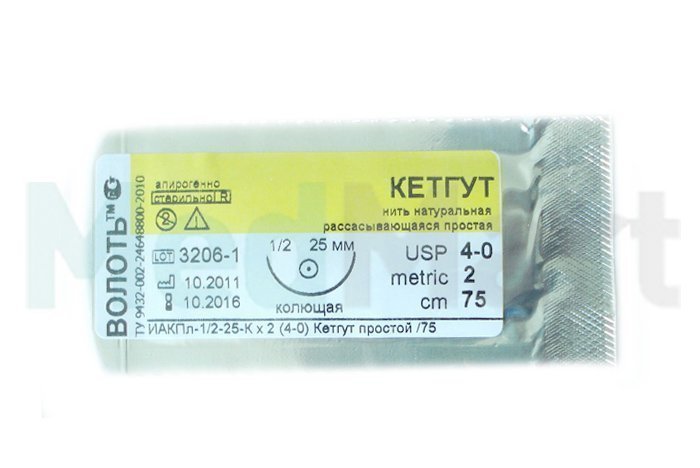 ВОЛОТЬ™
ТУ 9432-002-24648800-2010
апирогенно
стерильно R
КЕТГУТ
нить натуральная
рассасывающаяся простая
LOT 3206-1
10.2011
10.2016
1/2 25 мм
колющая
USP 4-0
metric 2
cm 75
ИАКПл-1/2-25-К х 2 (4-0) Кетгут простой /75